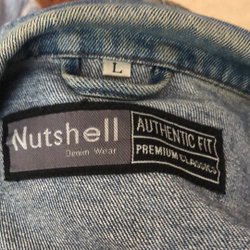 L
Nutshell
Denim Wear
AUTHENTIC FIT
PREMIUM CLASSICS